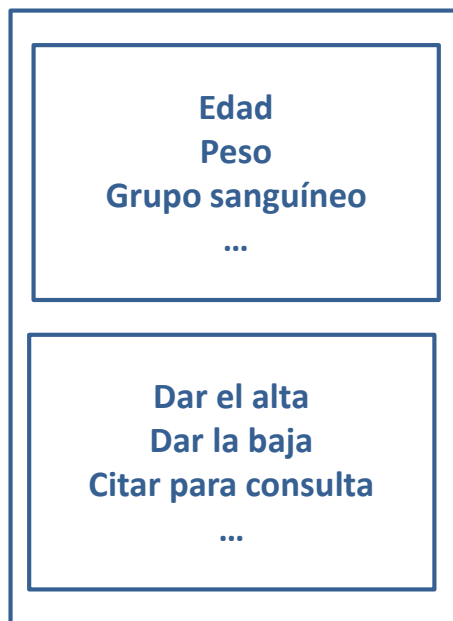 Edad
Peso
Grupo sanguíneo
...
Dar el alta
Dar la baja
Citar para consulta
...